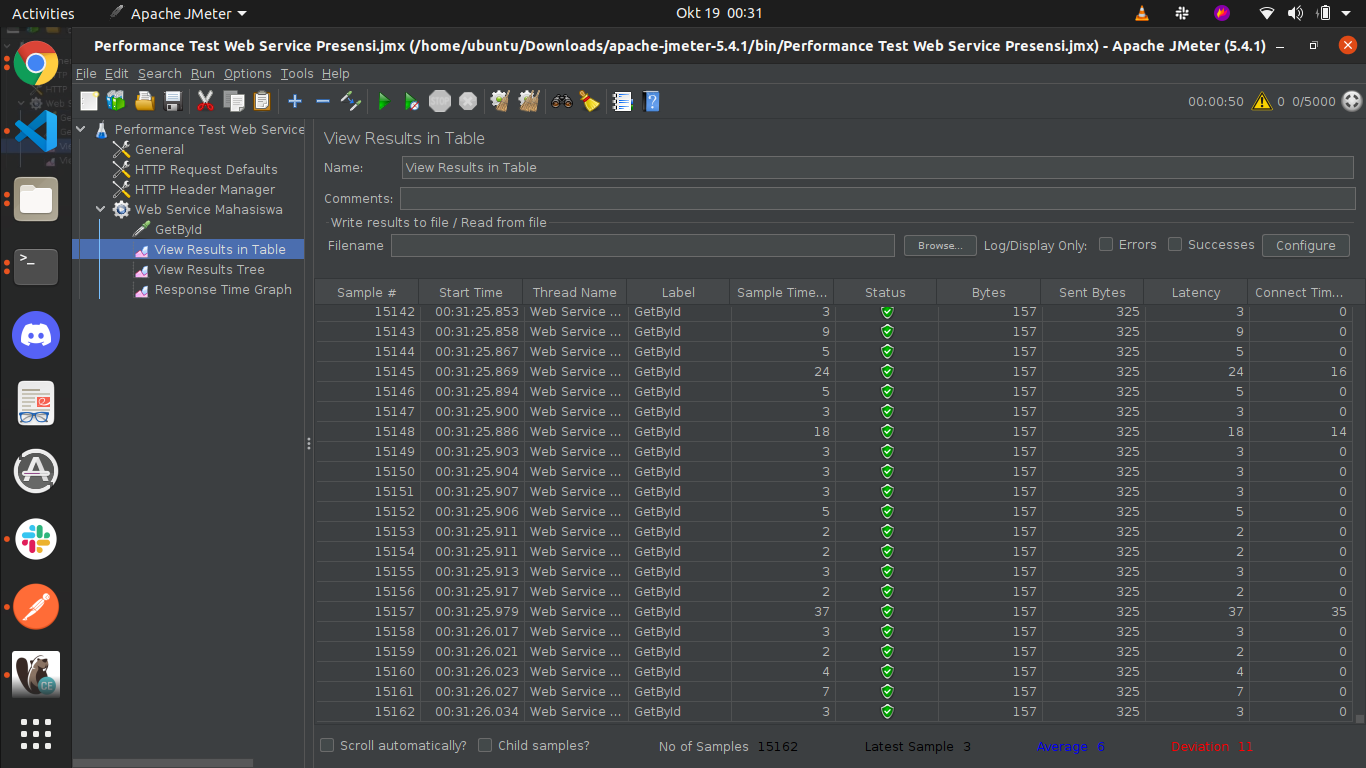 Activities Apache JMeter Okt 19 00:31
Performance Test Web Service Presensi.jmx (/home/ubuntu/Downloads/apache-jmeter-5.4.1/bin/Performance Test Web Service Presensi.jmx) - Apache JMeter (5.4.1)
File Edit Search Run Options Tools Help
00:00:50 0 0/5000
Performance Test Web Service
General
HTTP Request Defaults
HTTP Header Manager
Web Service Mahasiswa
GetById
View Results in Table
View Results Tree
Response Time Graph
View Results in Table
Name: View Results in Table
Comments:
Write results to file / Read from file
Filename Browse... Log/Display Only: Errors Successes Configure
Sample # Start Time Thread Name Label Sample Time... Status Bytes Sent Bytes Latency Connect Tim...
15142 00:31:25.853 Web Service ... GetById 3 157 325 3 0
15143 00:31:25.858 Web Service ... GetById 9 157 325 9 0
15144 00:31:25.867 Web Service ... GetById 5 157 325 5 0
15145 00:31:25.869 Web Service ... GetById 24 157 325 24 16
15146 00:31:25.894 Web Service ... GetById 5 157 325 5 0
15147 00:31:25.900 Web Service ... GetById 3 157 325 3 0
15148 00:31:25.886 Web Service ... GetById 18 157 325 18 14
15149 00:31:25.903 Web Service ... GetById 3 157 325 3 0
15150 00:31:25.904 Web Service ... GetById 3 157 325 3 0
15151 00:31:25.907 Web Service ... GetById 3 157 325 3 0
15152 00:31:25.906 Web Service ... GetById 5 157 325 5 0
15153 00:31:25.911 Web Service ... GetById 2 157 325 2 0
15154 00:31:25.911 Web Service ... GetById 2 157 325 2 0
15155 00:31:25.913 Web Service ... GetById 3 157 325 3 0
15156 00:31:25.917 Web Service ... GetById 2 157 325 2 0
15157 00:31:25.979 Web Service ... GetById 37 157 325 37 35
15158 00:31:26.017 Web Service ... GetById 3 157 325 3 0
15159 00:31:26.021 Web Service ... GetById 2 157 325 2 0
15160 00:31:26.023 Web Service ... GetById 4 157 325 4 0
15161 00:31:26.027 Web Service ... GetById 7 157 325 7 0
15162 00:31:26.034 Web Service ... GetById 3 157 325 3 0
Scroll automatically? Child samples? No of Samples 15162 Latest Sample 3 Average 6 Deviation 11